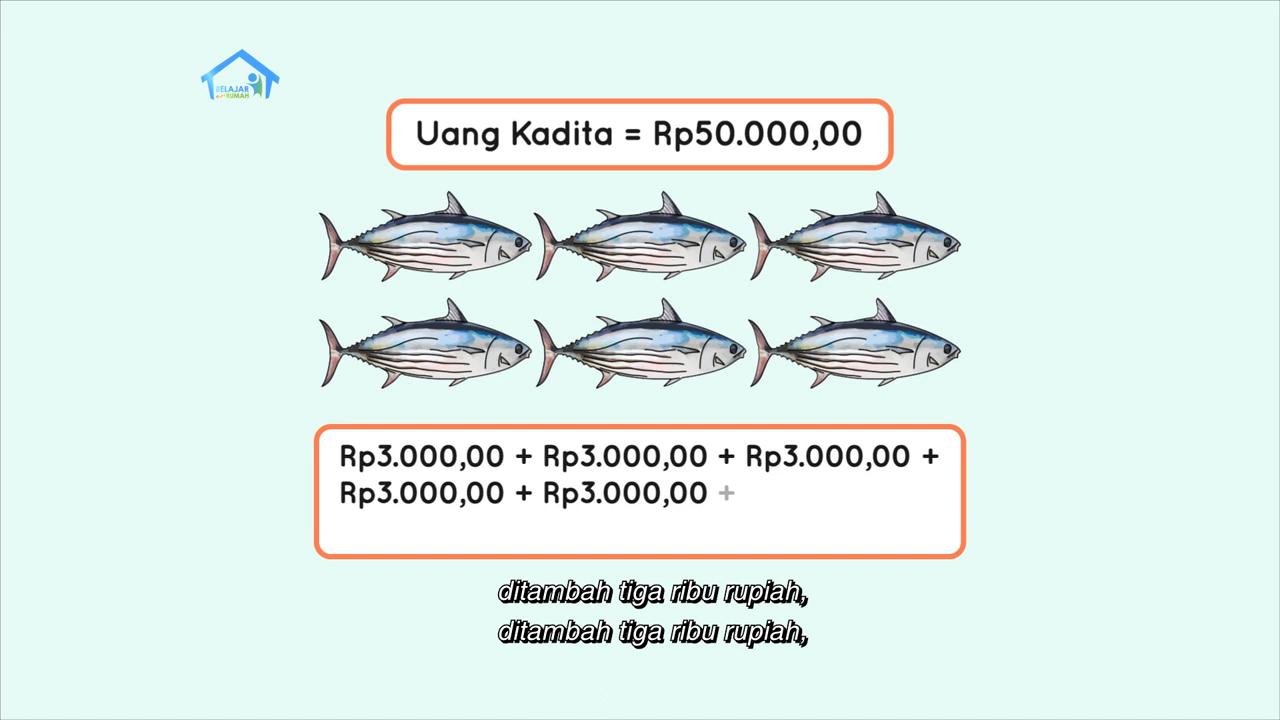 BELAJAR
RUMAH
Uang Kadita = Rp50.000,00
Rp3.000,00 + Rp3.000,00 + Rp3.000,00 +
Rp3.000,00 + Rp3.000,00 +
ditambah tiga ribu rupiah,
ditambah tiga ribu rupiah,